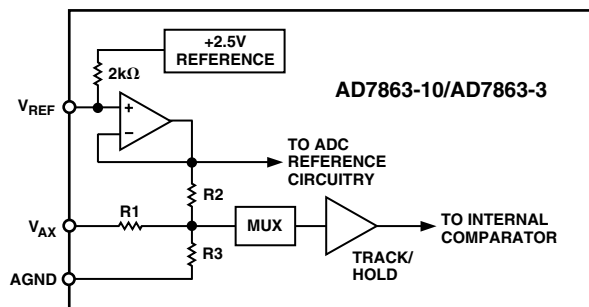 +2.5V
REFERENCE
2kΩ
AD7863-10/AD7863-3
VREF
+
–
TO ADC
REFERENCE
CIRCUITRY
R2
R1
VAX
MUX
TO INTERNAL
COMPARATOR
R3
TRACK/
HOLD
AGND